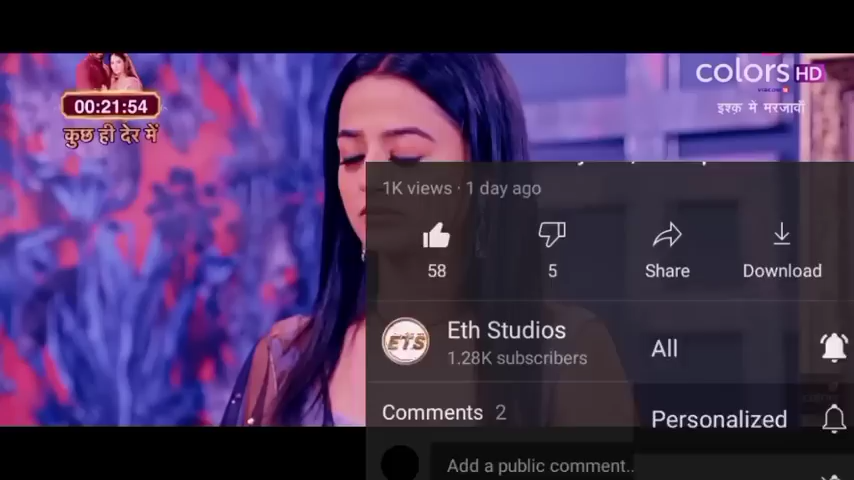 colors HD
इश्क़ मे मरजावाँ
00:21:54
कुछ ही देर में
1K views · 1 day ago
58
5
Share
Download
ETS
Eth Studios
1.28K subscribers
All
Comments 2
Personalized
Add a public comment..